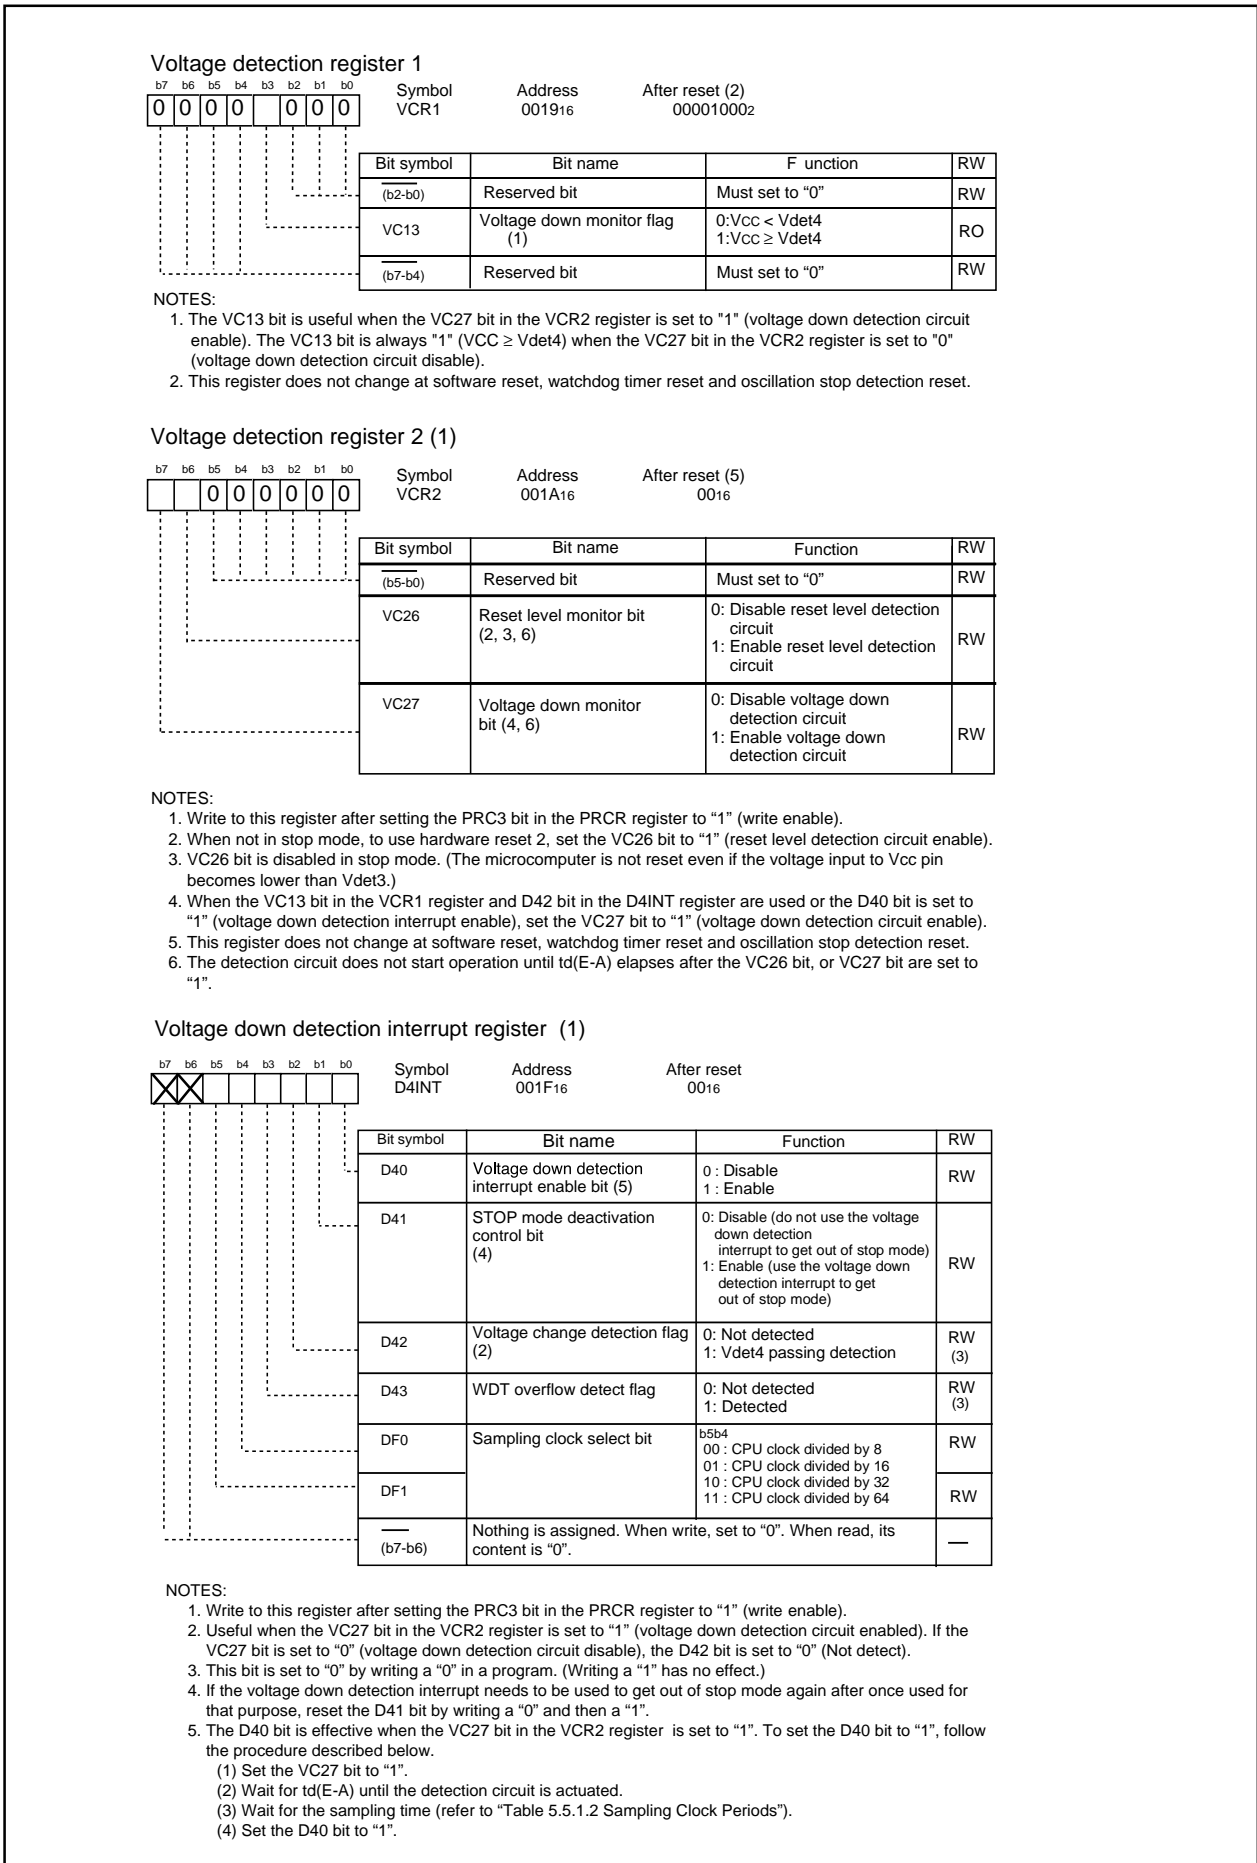 Voltage detection register 1
b7 b6 b5 b4 b3 b2 b1 b0
Symbol Address After reset (2)
0 0 0 0 0 0 0
VCR1 001916 000010002
Bit symbol Bit name F unction RW
(b2-b0) Reserved bit Must set to “0” RW
VC13 Voltage down monitor flag
(1)
0:VCC < Vdet4
1:VCC ≥ Vdet4
RO
(b7-b4) Reserved bit Must set to “0” RW
NOTES:
1. The VC13 bit is useful when the VC27 bit in the VCR2 register is set to "1" (voltage down detection circuit
enable). The VC13 bit is always "1" (VCC ≥ Vdet4) when the VC27 bit in the VCR2 register is set to "0"
(voltage down detection circuit disable).
2. This register does not change at software reset, watchdog timer reset and oscillation stop detection reset.
Voltage detection register 2 (1)
b7 b6 b5 b4 b3 b2 b1 b0
Symbol Address After reset (5)
0 0 0 0 0 0
VCR2 001A16 0016
Bit symbol Bit name Function RW
(b5-b0) Reserved bit Must set to “0” RW
VC26 Reset level monitor bit
(2, 3, 6)
0: Disable reset level detection
circuit
1: Enable reset level detection
circuit
RW
VC27 Voltage down monitor
bit (4, 6)
0: Disable voltage down
detection circuit
1: Enable voltage down
detection circuit
RW
NOTES:
1. Write to this register after setting the PRC3 bit in the PRCR register to “1” (write enable).
2. When not in stop mode, to use hardware reset 2, set the VC26 bit to “1” (reset level detection circuit enable).
3. VC26 bit is disabled in stop mode. (The microcomputer is not reset even if the voltage input to Vcc pin
becomes lower than Vdet3.)
4. When the VC13 bit in the VCR1 register and D42 bit in the D4INT register are used or the D40 bit is set to
“1” (voltage down detection interrupt enable), set the VC27 bit to “1” (voltage down detection circuit enable).
5. This register does not change at software reset, watchdog timer reset and oscillation stop detection reset.
6. The detection circuit does not start operation until td(E-A) elapses after the VC26 bit, or VC27 bit are set to
“1”.
Voltage down detection interrupt register (1)
b7 b6 b5 b4 b3 b2 b1 b0
Symbol Address After reset
D4INT 001F16 0016
Bit symbol Bit name Function RW
D40 Voltage down detection
interrupt enable bit (5)
0 : Disable
1 : Enable
RW
D41 STOP mode deactivation
control bit
(4)
0: Disable (do not use the voltage
down detection
interrupt to get out of stop mode)
1: Enable (use the voltage down
detection interrupt to get
out of stop mode)
RW
D42 Voltage change detection flag
(2)
0: Not detected
1: Vdet4 passing detection
RW
(3)
D43 WDT overflow detect flag
0: Not detected
1: Detected
RW
(3)
DF0 Sampling clock select bit
b5b4
00 : CPU clock divided by 8
01 : CPU clock divided by 16
10 : CPU clock divided by 32
11 : CPU clock divided by 64
RW
DF1 RW
(b7-b6) Nothing is assigned. When write, set to “0”. When read, its
content is “0”.
—
NOTES:
1. Write to this register after setting the PRC3 bit in the PRCR register to “1” (write enable).
2. Useful when the VC27 bit in the VCR2 register is set to “1” (voltage down detection circuit enabled). If the
VC27 bit is set to “0” (voltage down detection circuit disable), the D42 bit is set to “0” (Not detect).
3. This bit is set to “0” by writing a “0” in a program. (Writing a “1” has no effect.)
4. If the voltage down detection interrupt needs to be used to get out of stop mode again after once used for
that purpose, reset the D41 bit by writing a “0” and then a “1”.
5. The D40 bit is effective when the VC27 bit in the VCR2 register is set to “1”. To set the D40 bit to “1”, follow
the procedure described below.
(1) Set the VC27 bit to “1”.
(2) Wait for td(E-A) until the detection circuit is actuated.
(3) Wait for the sampling time (refer to “Table 5.5.1.2 Sampling Clock Periods”).
(4) Set the D40 bit to “1”.